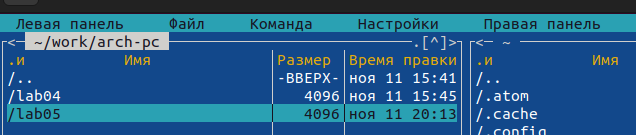 Левая панель Файл Команда Настройки Правая панель
<─ ~/work/arch-pc .[^]> <─ ~
.и Имя Размер Время правки .и Имя
/.. -ВВЕРХ- ноя 11 15:41 /..
/lab04 4096 ноя 11 15:45 /.atom
/lab05 4096 ноя 11 20:13 /.cache
/.config